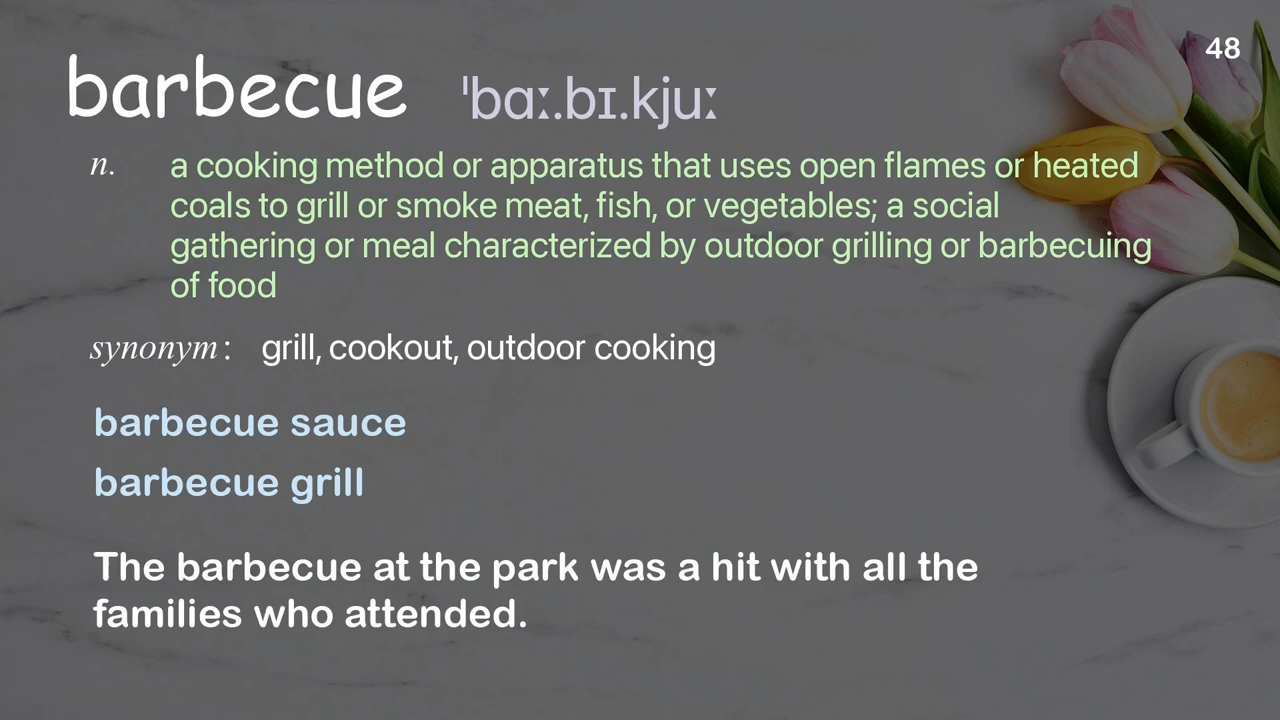 48
barbecue ˈbɑː.bɪ.kjuː
n. a cooking method or apparatus that uses open flames or heated
coals to grill or smoke meat, fish, or vegetables; a social
gathering or meal characterized by outdoor grilling or barbecuing
of food
synonym: grill, cookout, outdoor cooking
barbecue sauce
barbecue grill
The barbecue at the park was a hit with all the
families who attended.